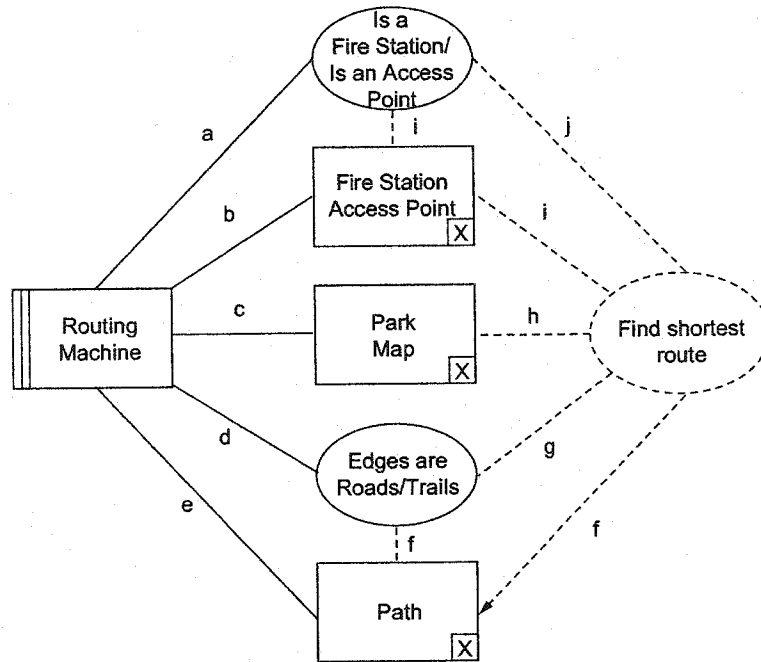 Is a
Fire Station/
Is an Access
Point
a
i
j
Fire Station
Access Point
X
b
i
Routing
Machine
c
Park
Map
X
h
Find shortest
route
d
Edges are
Roads/Trails
g
e
f
f
Path
X